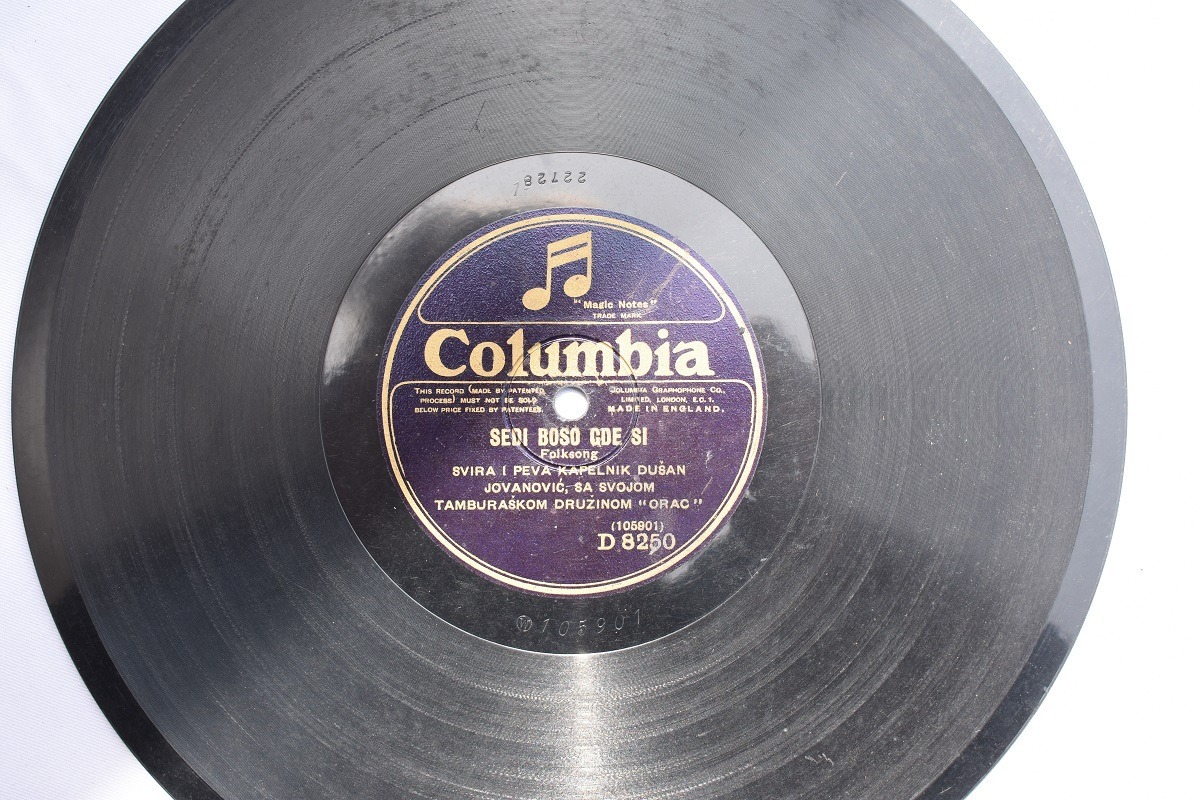 22728
"Magic Notes"
TRADE MARK
Columbia
THIS RECORD (MADE BY PATENTED
PROCESS) MUST NOT BE SOLD
BELOW PRICE FIXED BY PATENTEES.
COLUMBIA GRAPHOPHONE CO.,
LIMITED, LONDON, E.C.1.
MADE IN ENGLAND.
SEDI BOSO GDE SI
Folksong
SVIRA I PEVA KAPELNIK DUŠAN
JOVANOVIĆ, SA SVOJOM
TAMBURAŠKOM DRUŽINOM "ORAC"
(105901)
D 8250
105901